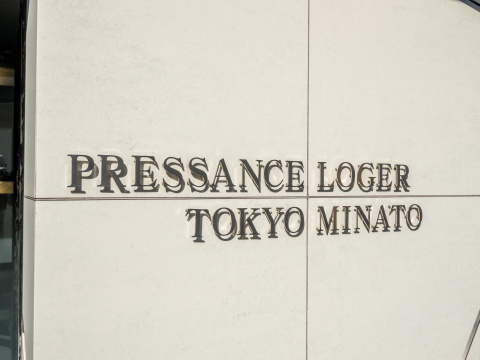 PRESSANCE LOGER
TOKYO MINATO